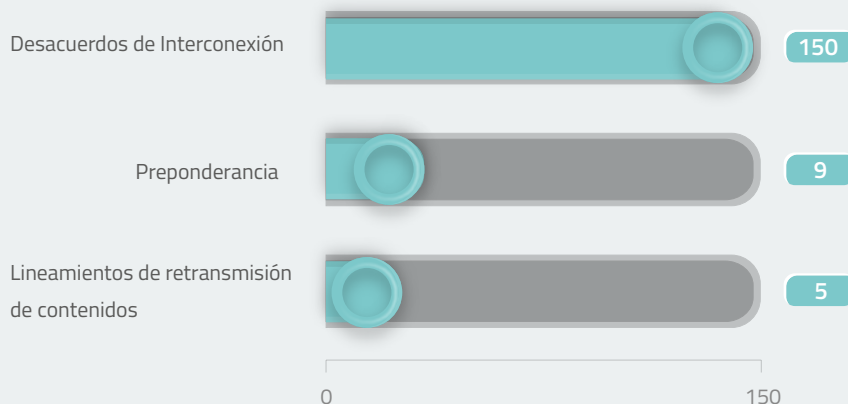 Desacuerdos de Interconexión
150
Preponderancia
9
Lineamientos de retransmisión
de contenidos
5
0
150